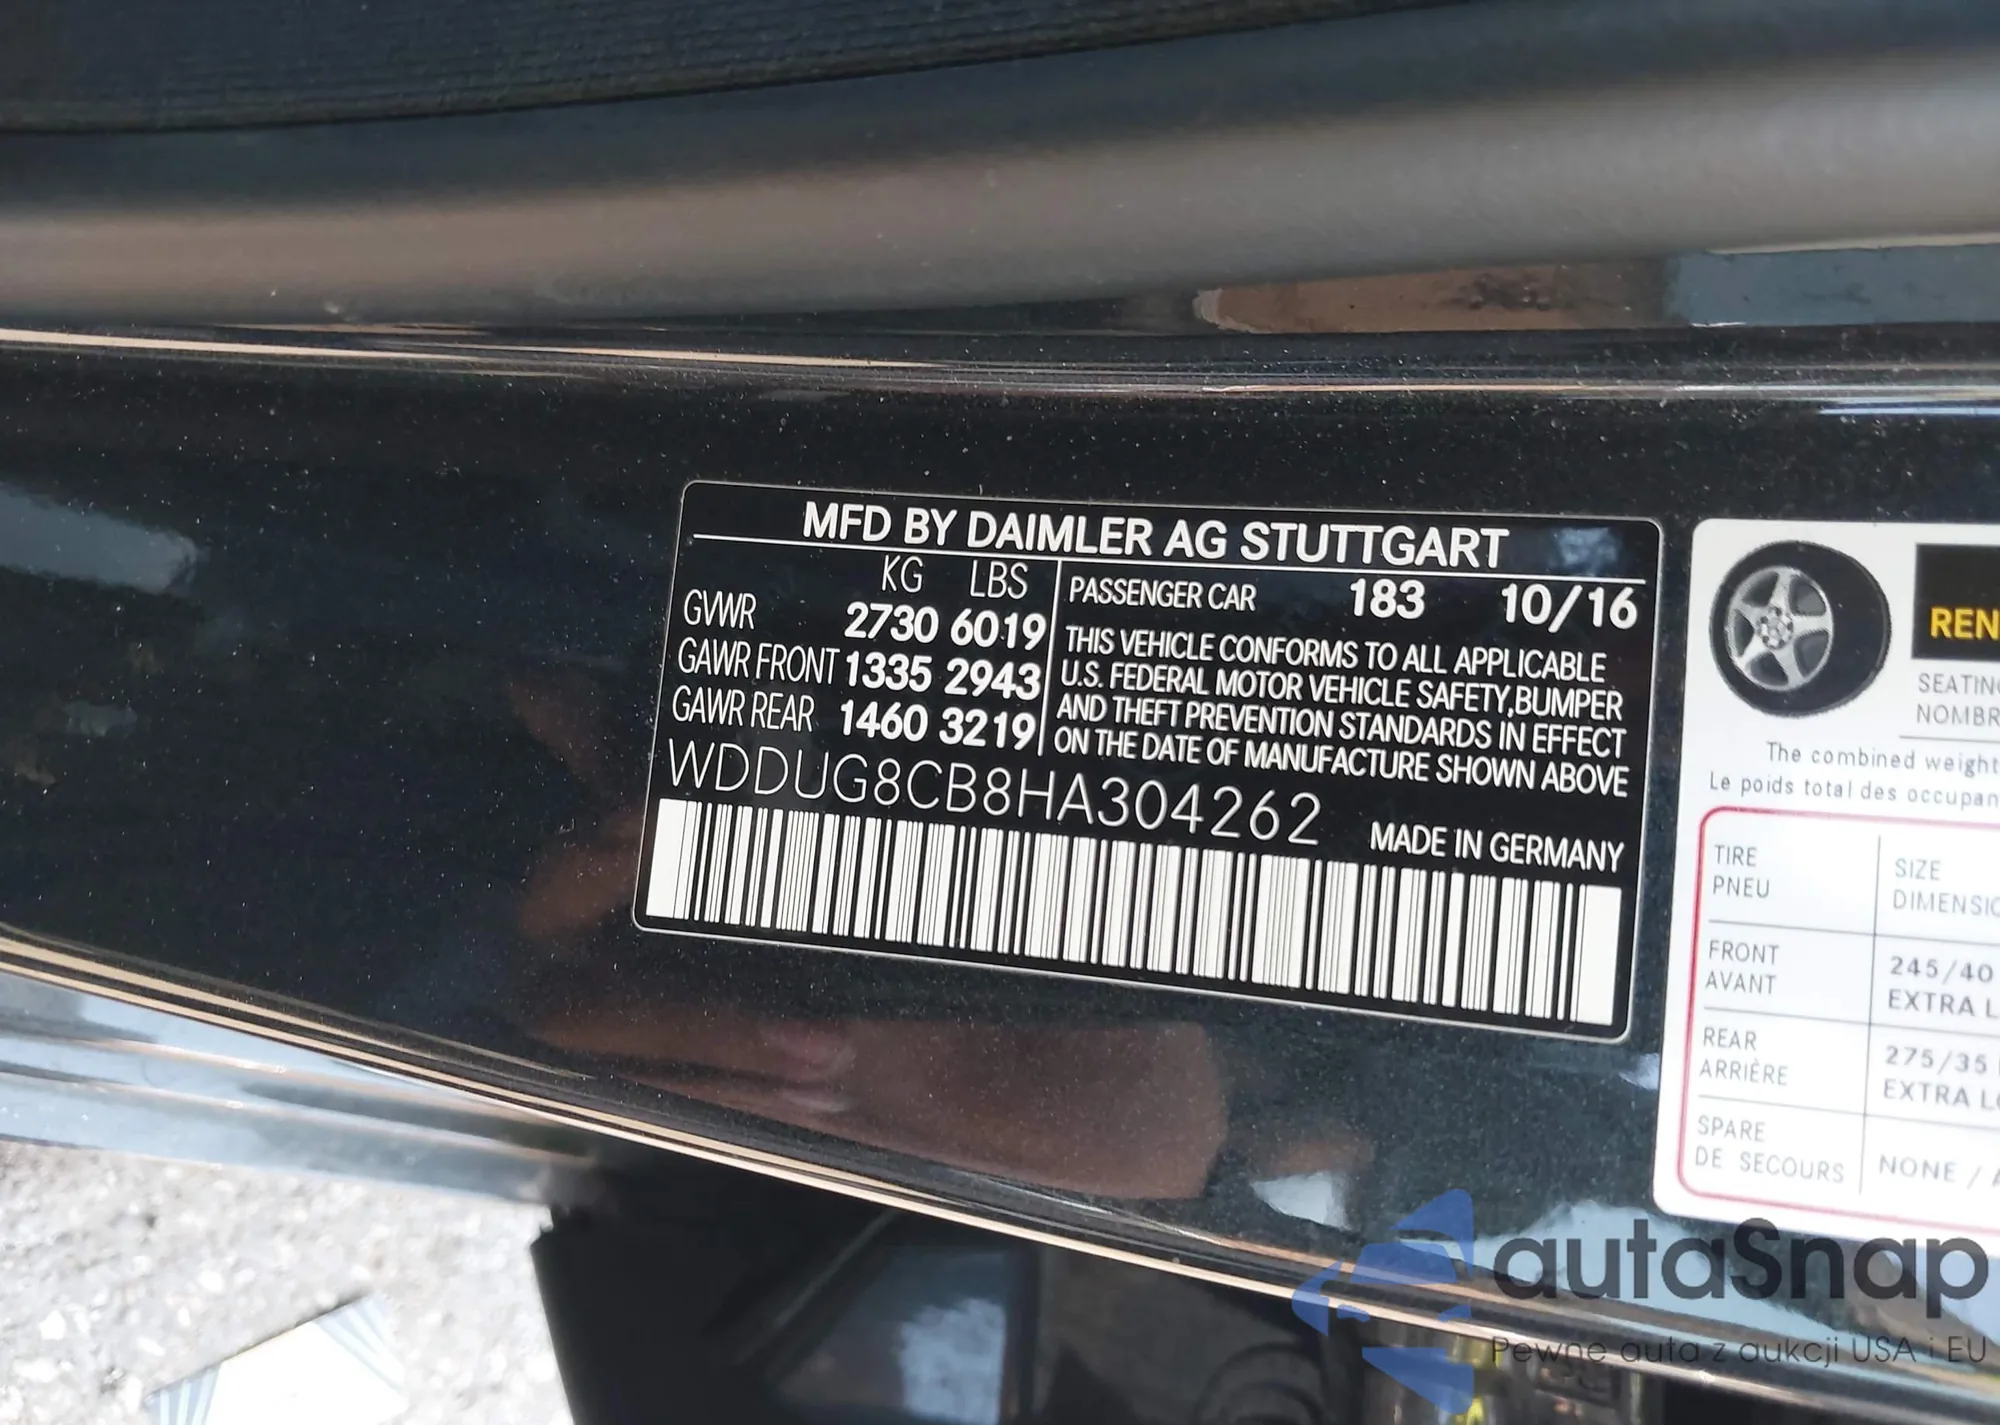 MFD BY DAIMLER AG STUTTGART
KG LBS
GVWR 2730 6019
GAWR FRONT 1335 2943
GAWR REAR 1460 3219
PASSENGER CAR 183 10/16
THIS VEHICLE CONFORMS TO ALL APPLICABLE
U.S. FEDERAL MOTOR VEHICLE SAFETY,BUMPER
AND THEFT PREVENTION STANDARDS IN EFFECT
ON THE DATE OF MANUFACTURE SHOWN ABOVE
WDDUG8CB8HA304262
MADE IN GERMANY
REN
SEATIN
NOMBR
The combined weight
Le poids total des occupan
TIRE
PNEU
SIZE
DIMENSIO
FRONT
AVANT
245/40
EXTRA L
REAR
ARRIÈRE
275/35
EXTRA L
SPARE
DE SECOURS
NONE /
autaSnap
Pewne auta z aukcji USA i EU